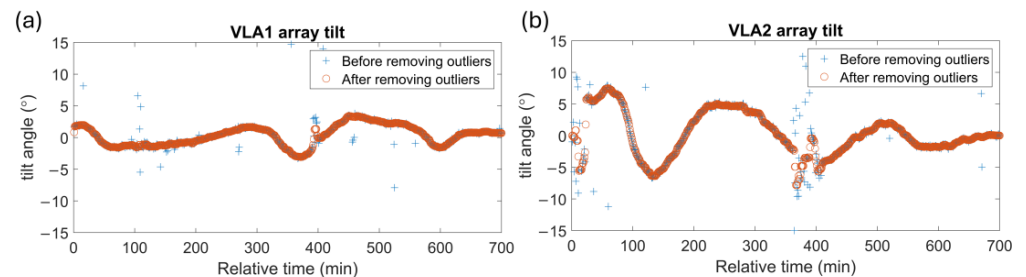 (a)
VLA1 array tilt
15
10
5
0
-5
-10
-15
tilt angle (°)
+ Before removing outliers
○ After removing outliers
0 100 200 300 400 500 600 700
Relative time (min)
(b)
VLA2 array tilt
15
10
5
0
-5
-10
-15
tilt angle (°)
+ Before removing outliers
○ After removing outliers
0 100 200 300 400 500 600 700
Relative time (min)